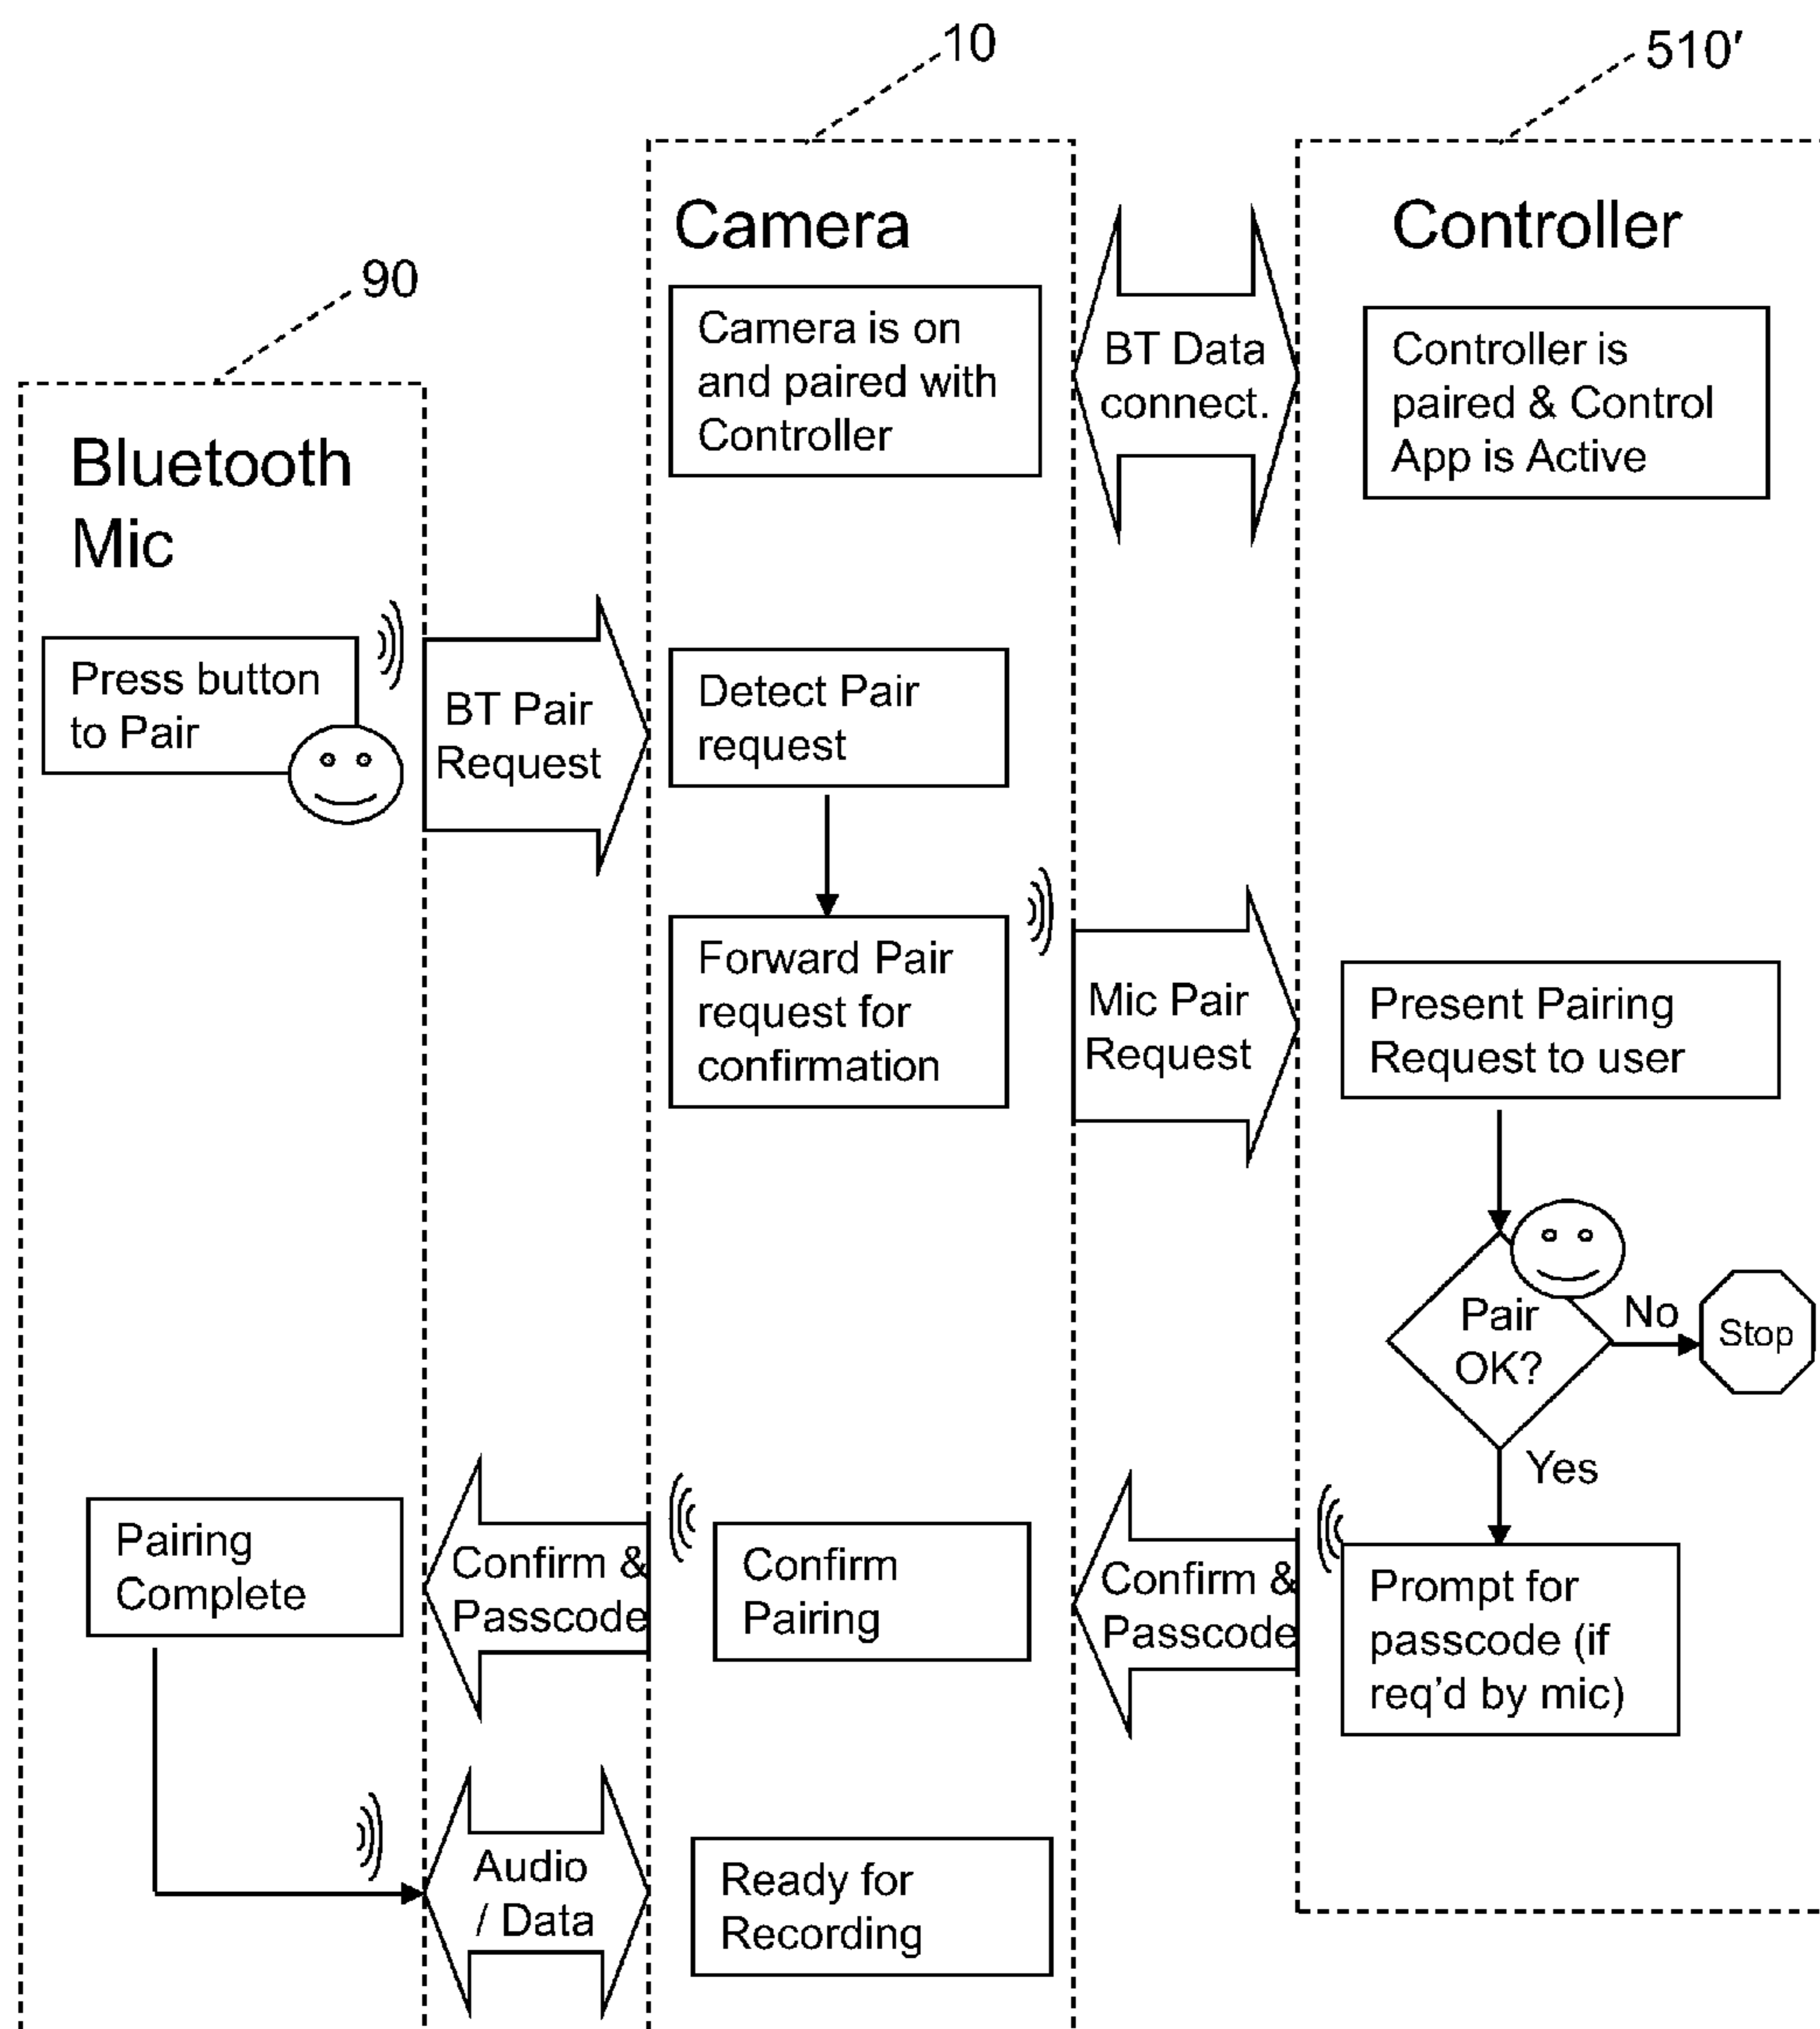 10
510′
90
Camera
Controller
Bluetooth
Mic
Camera is on
and paired with
Controller
BT Data
connect.
Controller is
paired & Control
App is Active
Press button
to Pair
BT Pair
Request
Detect Pair
request
Forward Pair
request for
confirmation
Mic Pair
Request
Present Pairing
Request to user
Pair
OK?
No
Stop
Yes
Prompt for
passcode (if
req’d by mic)
Confirm &
Passcode
Confirm
Pairing
Confirm &
Passcode
Pairing
Complete
Audio
/ Data
Ready for
Recording